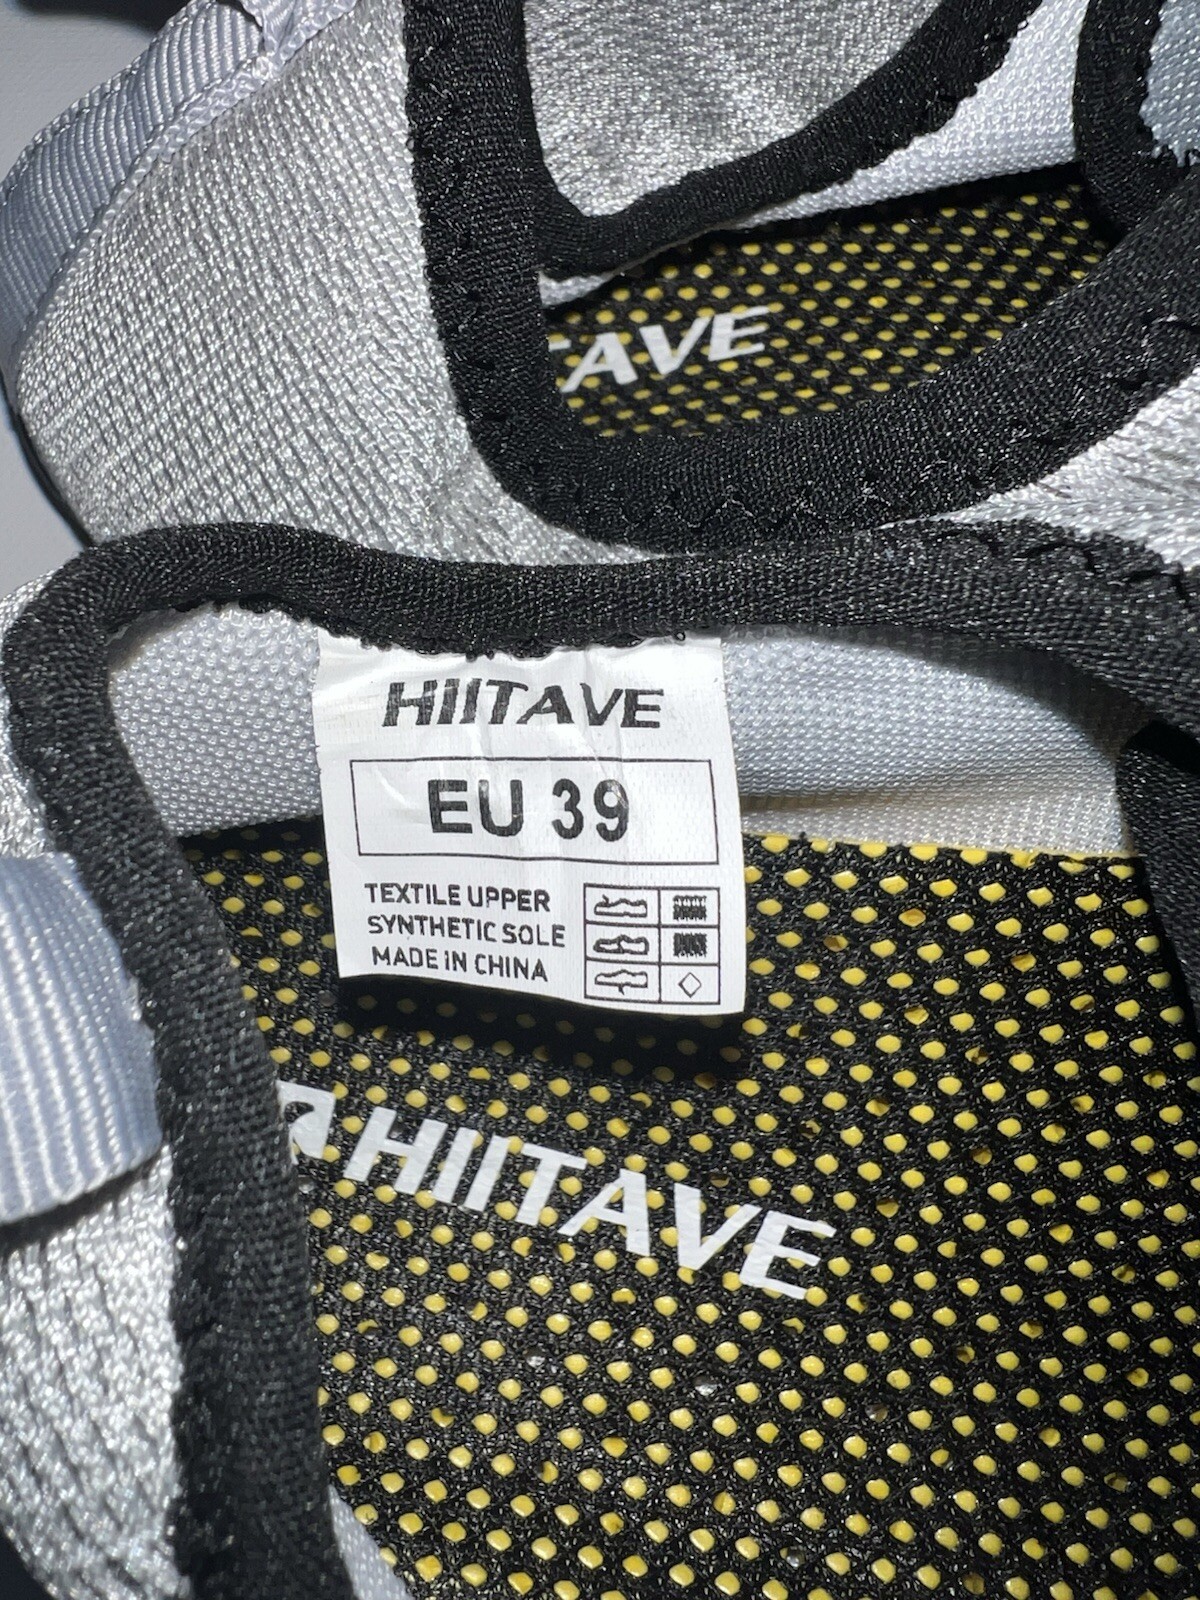 TAVE
HIITAVE
EU 39
TEXTILE UPPER
SYNTHETIC SOLE
MADE IN CHINA
HIITAVE